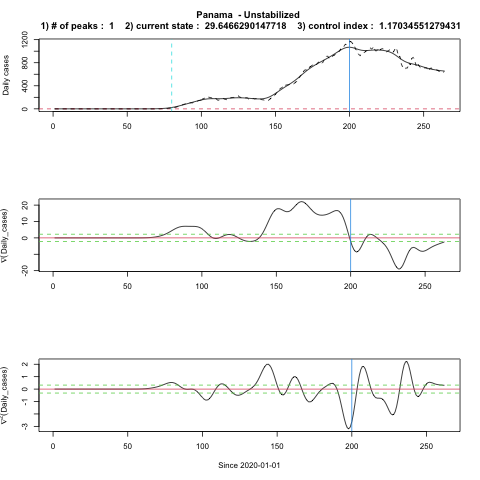 Panama - Unstabilized
1) # of peaks : 1 2) current state : 29.6466290147718 3) control index : 1.17034551279431
Daily cases
1200
800
400
0
0 50 100 150 200 250
∇(Daily_cases)
20
10
0
-20
0 50 100 150 200 250
∇²(Daily_cases)
2
1
-1
-3
0 50 100 150 200 250
Since 2020-01-01